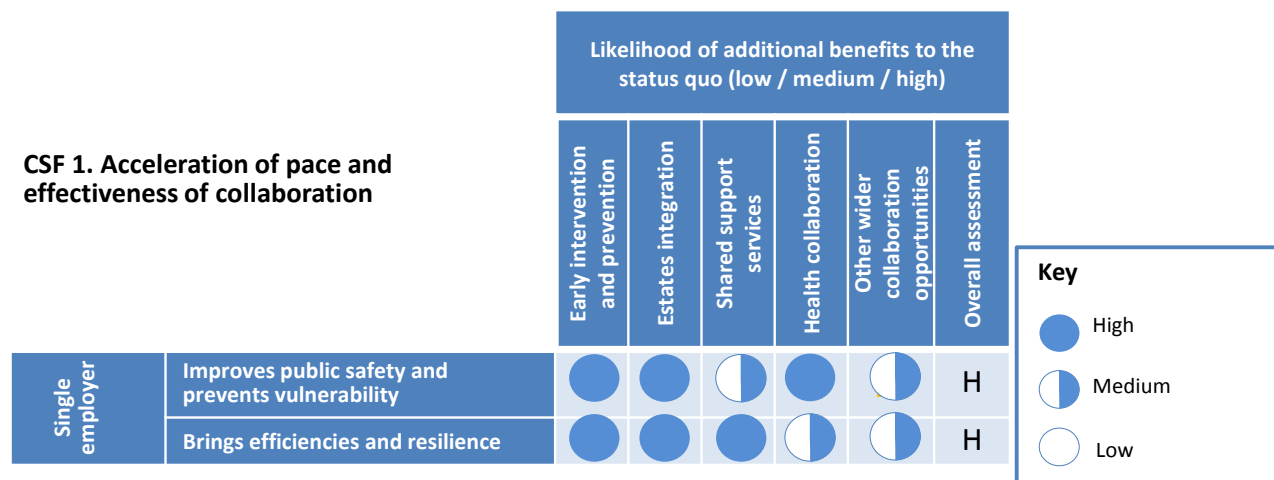 Likelihood of additional benefits to the
status quo (low / medium / high)
CSF 1. Acceleration of pace and
effectiveness of collaboration
Early intervention
and prevention
Estates integration
Shared support
services
Health collaboration
Other wider
collaboration
opportunities
Overall assessment
Key
High
Medium
Low
Single
employer
Improves public safety and
prevents vulnerability
H
Brings efficiencies and resilience
H